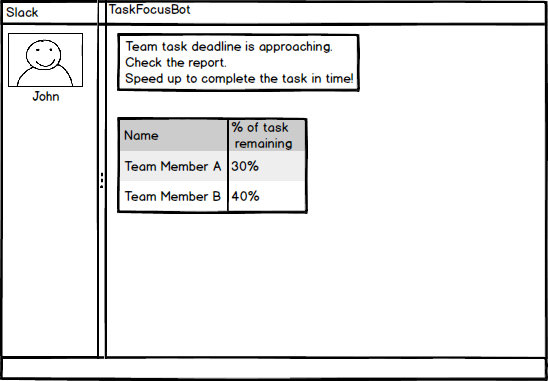 Slack
TaskFocusBot
John
Team task deadline is approaching.
Check the report.
Speed up to complete the task in time!
Name
% of task
remaining
Team Member A 30%
Team Member B 40%